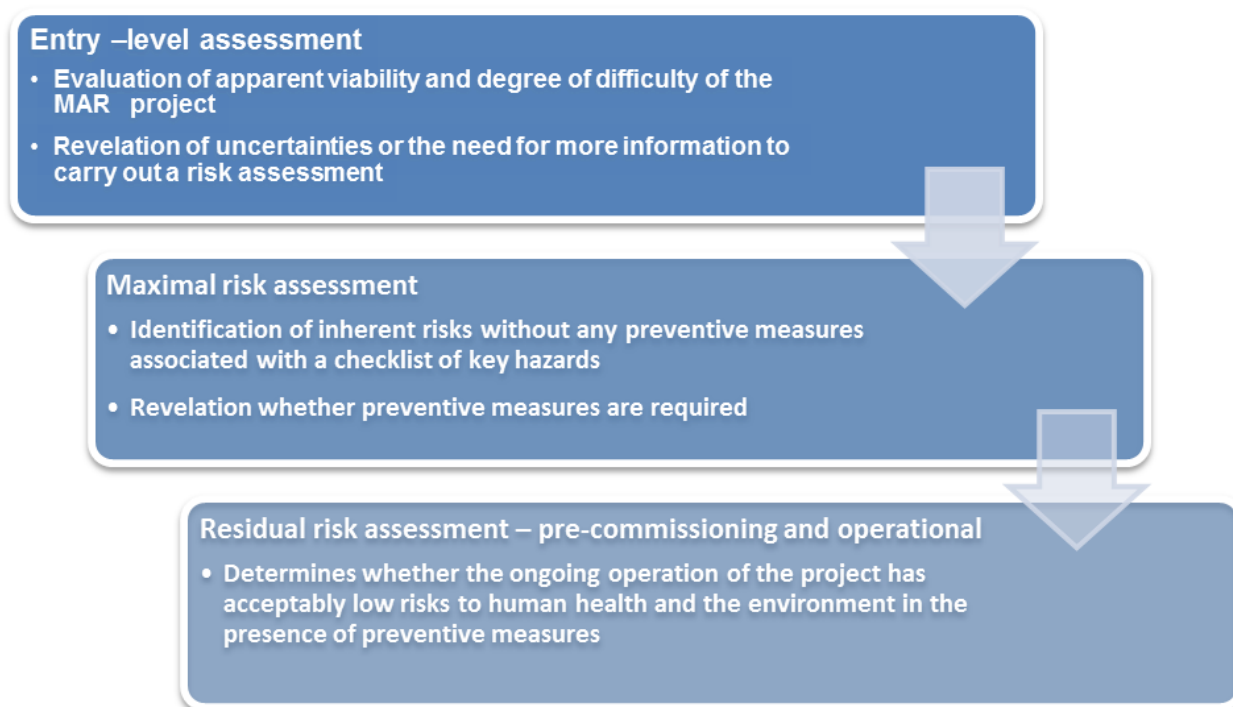 Entry –level assessment
• Evaluation of apparent viability and degree of difficulty of the
MAR project
• Revelation of uncertainties or the need for more information to
carry out a risk assessment
Maximal risk assessment
• Identification of inherent risks without any preventive measures
associated with a checklist of key hazards
• Revelation whether preventive measures are required
Residual risk assessment – pre-commissioning and operational
• Determines whether the ongoing operation of the project has
acceptably low risks to human health and the environment in the
presence of preventive measures